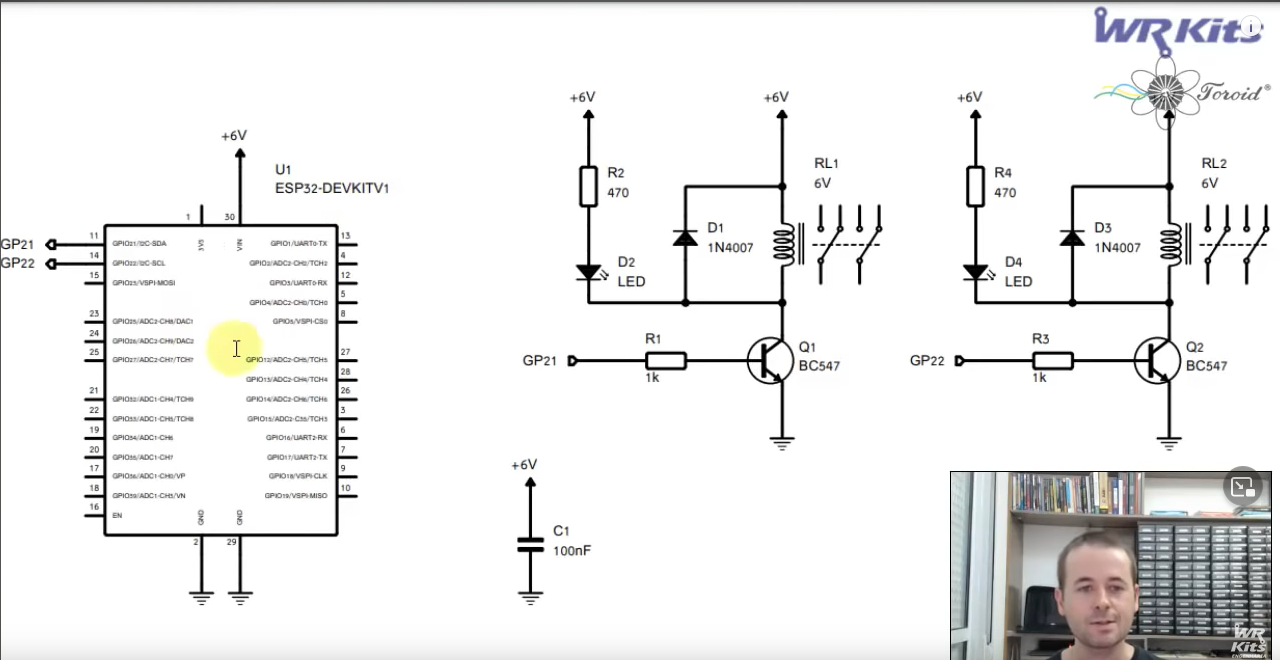 WR Kits
Toroid®
+6V
U1
ESP32-DEVKITV1
1
30
3V3
VIN
GP21
GP22
11
GPIO21/I2C-SDA
14
GPIO22/I2C-SCL
15
GPIO23/VSPI-MOSI
23
GPIO25/ADC2-CH8/DAC1
24
GPIO26/ADC2-CH9/DAC2
25
GPIO27/ADC2-CH7/TCH7
21
GPIO32/ADC1-CH4/TCH9
22
GPIO33/ADC1-CH5/TCH8
19
GPIO34/ADC1-CH6
20
GPIO35/ADC1-CH7
17
GPIO36/ADC1-CH0/VP
18
GPIO39/ADC1-CH3/VN
16
EN
GPIO1/UART0-TX
13
GPIO2/ADC2-CH2/TCH2
4
GPIO3/UART0-RX
12
GPIO4/ADC2-CH0/TCH0
5
GPIO5/VSPI-CS0
8
GPIO12/ADC2-CH5/TCH5
27
GPIO13/ADC2-CH4/TCH4
28
GPIO14/ADC2-CH6/TCH6
26
GPIO15/ADC2-C33/TCH3
3
GPIO16/UART2-RX
6
GPIO17/UART2-TX
7
GPIO18/VSPI-CLK
9
GPIO19/VSPI-MISO
10
GND
GND
2
29
+6V
+6V
R2
470
RL1
6V
D1
1N4007
D2
LED
GP21
R1
1k
Q1
BC547
+6V
R4
470
RL2
6V
D3
1N4007
D4
LED
GP22
R3
1k
Q2
BC547
+6V
C1
100nF
WR
Kits